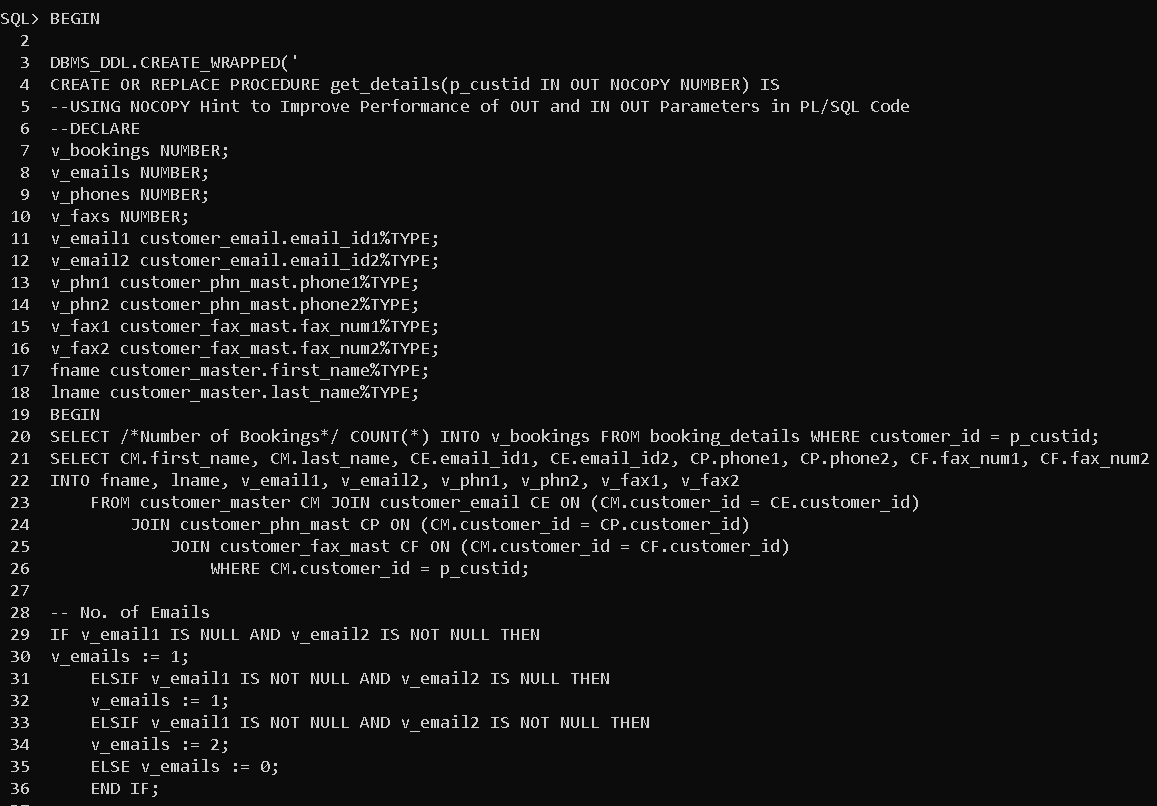 SQL> BEGIN
2
3 DBMS_DDL.CREATE_WRAPPED('
4 CREATE OR REPLACE PROCEDURE get_details(p_custid IN OUT NOCOPY NUMBER) IS
5 --USING NOCOPY Hint to Improve Performance of OUT and IN OUT Parameters in PL/SQL Code
6 --DECLARE
7 v_bookings NUMBER;
8 v_emails NUMBER;
9 v_phones NUMBER;
10 v_faxs NUMBER;
11 v_email1 customer_email.email_id1%TYPE;
12 v_email2 customer_email.email_id2%TYPE;
13 v_phn1 customer_phn_mast.phone1%TYPE;
14 v_phn2 customer_phn_mast.phone2%TYPE;
15 v_fax1 customer_fax_mast.fax_num1%TYPE;
16 v_fax2 customer_fax_mast.fax_num2%TYPE;
17 fname customer_master.first_name%TYPE;
18 lname customer_master.last_name%TYPE;
19 BEGIN
20 SELECT /*Number of Bookings*/ COUNT(*) INTO v_bookings FROM booking_details WHERE customer_id = p_custid;
21 SELECT CM.first_name, CM.last_name, CE.email_id1, CE.email_id2, CP.phone1, CP.phone2, CF.fax_num1, CF.fax_num2
22 INTO fname, lname, v_email1, v_email2, v_phn1, v_phn2, v_fax1, v_fax2
23 FROM customer_master CM JOIN customer_email CE ON (CM.customer_id = CE.customer_id)
24 JOIN customer_phn_mast CP ON (CM.customer_id = CP.customer_id)
25 JOIN customer_fax_mast CF ON (CM.customer_id = CF.customer_id)
26 WHERE CM.customer_id = p_custid;
27
28 -- No. of Emails
29 IF v_email1 IS NULL AND v_email2 IS NOT NULL THEN
30 v_emails := 1;
31 ELSIF v_email1 IS NOT NULL AND v_email2 IS NULL THEN
32 v_emails := 1;
33 ELSIF v_email1 IS NOT NULL AND v_email2 IS NOT NULL THEN
34 v_emails := 2;
35 ELSE v_emails := 0;
36 END IF;